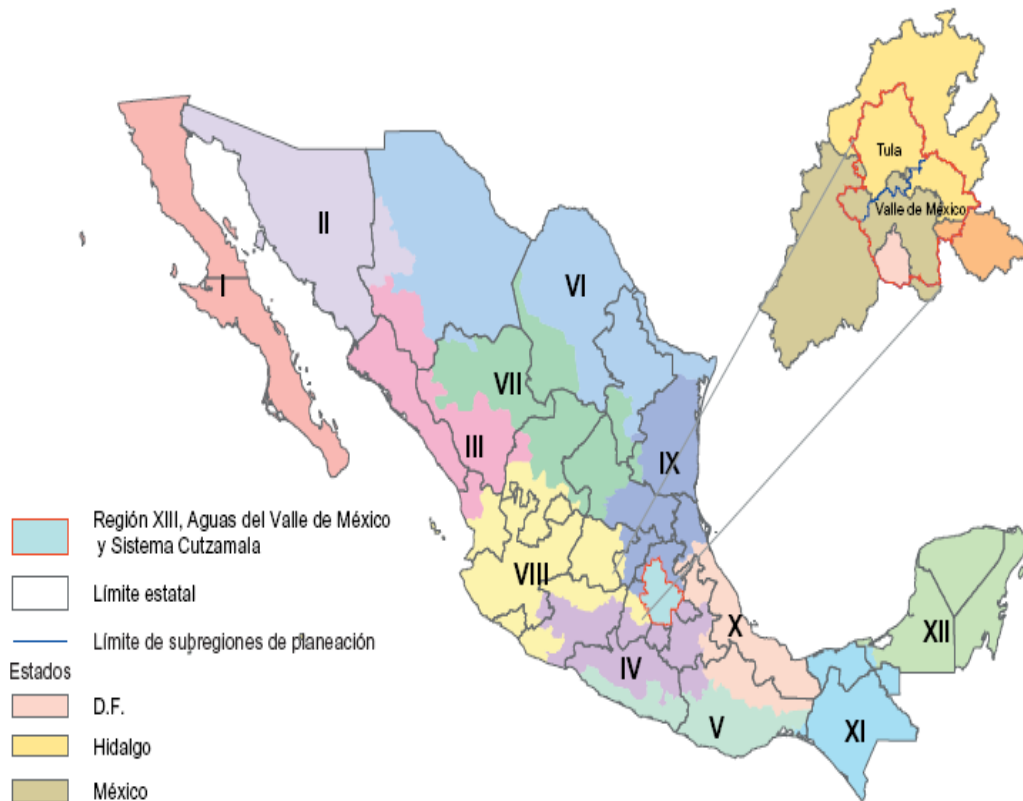 Tula
Valle de México
II
I
VI
VII
III
IX
VIII
X
IV
V
XII
XI
Región XIII, Aguas del Valle de México
y Sistema Cutzamala
Límite estatal
Límite de subregiones de planeación
Estados
D.F.
Hidalgo
México